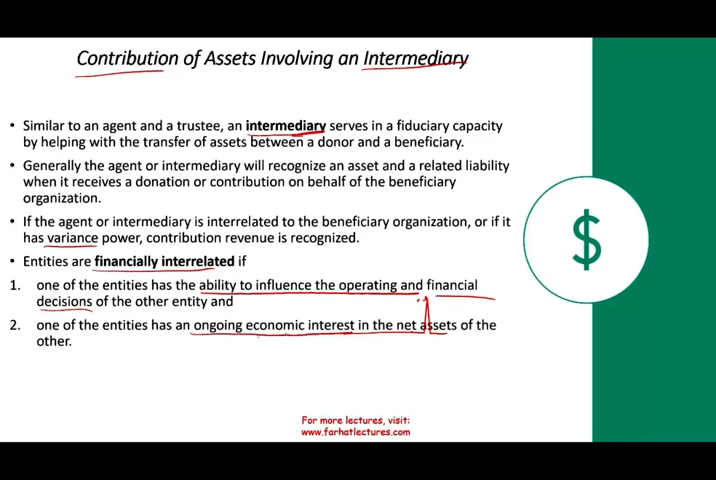 Contribution of Assets Involving an Intermediary
• Similar to an agent and a trustee, an intermediary serves in a fiduciary capacity
by helping with the transfer of assets between a donor and a beneficiary.
• Generally the agent or intermediary will recognize an asset and a related liability
when it receives a donation or contribution on behalf of the beneficiary
organization.
• If the agent or intermediary is interrelated to the beneficiary organization, or if it
has variance power, contribution revenue is recognized.
• Entities are financially interrelated if
1. one of the entities has the ability to influence the operating and financial
decisions of the other entity and
2. one of the entities has an ongoing economic interest in the net assets of the
other.
$
For more lectures, visit:
www.farhatlectures.com